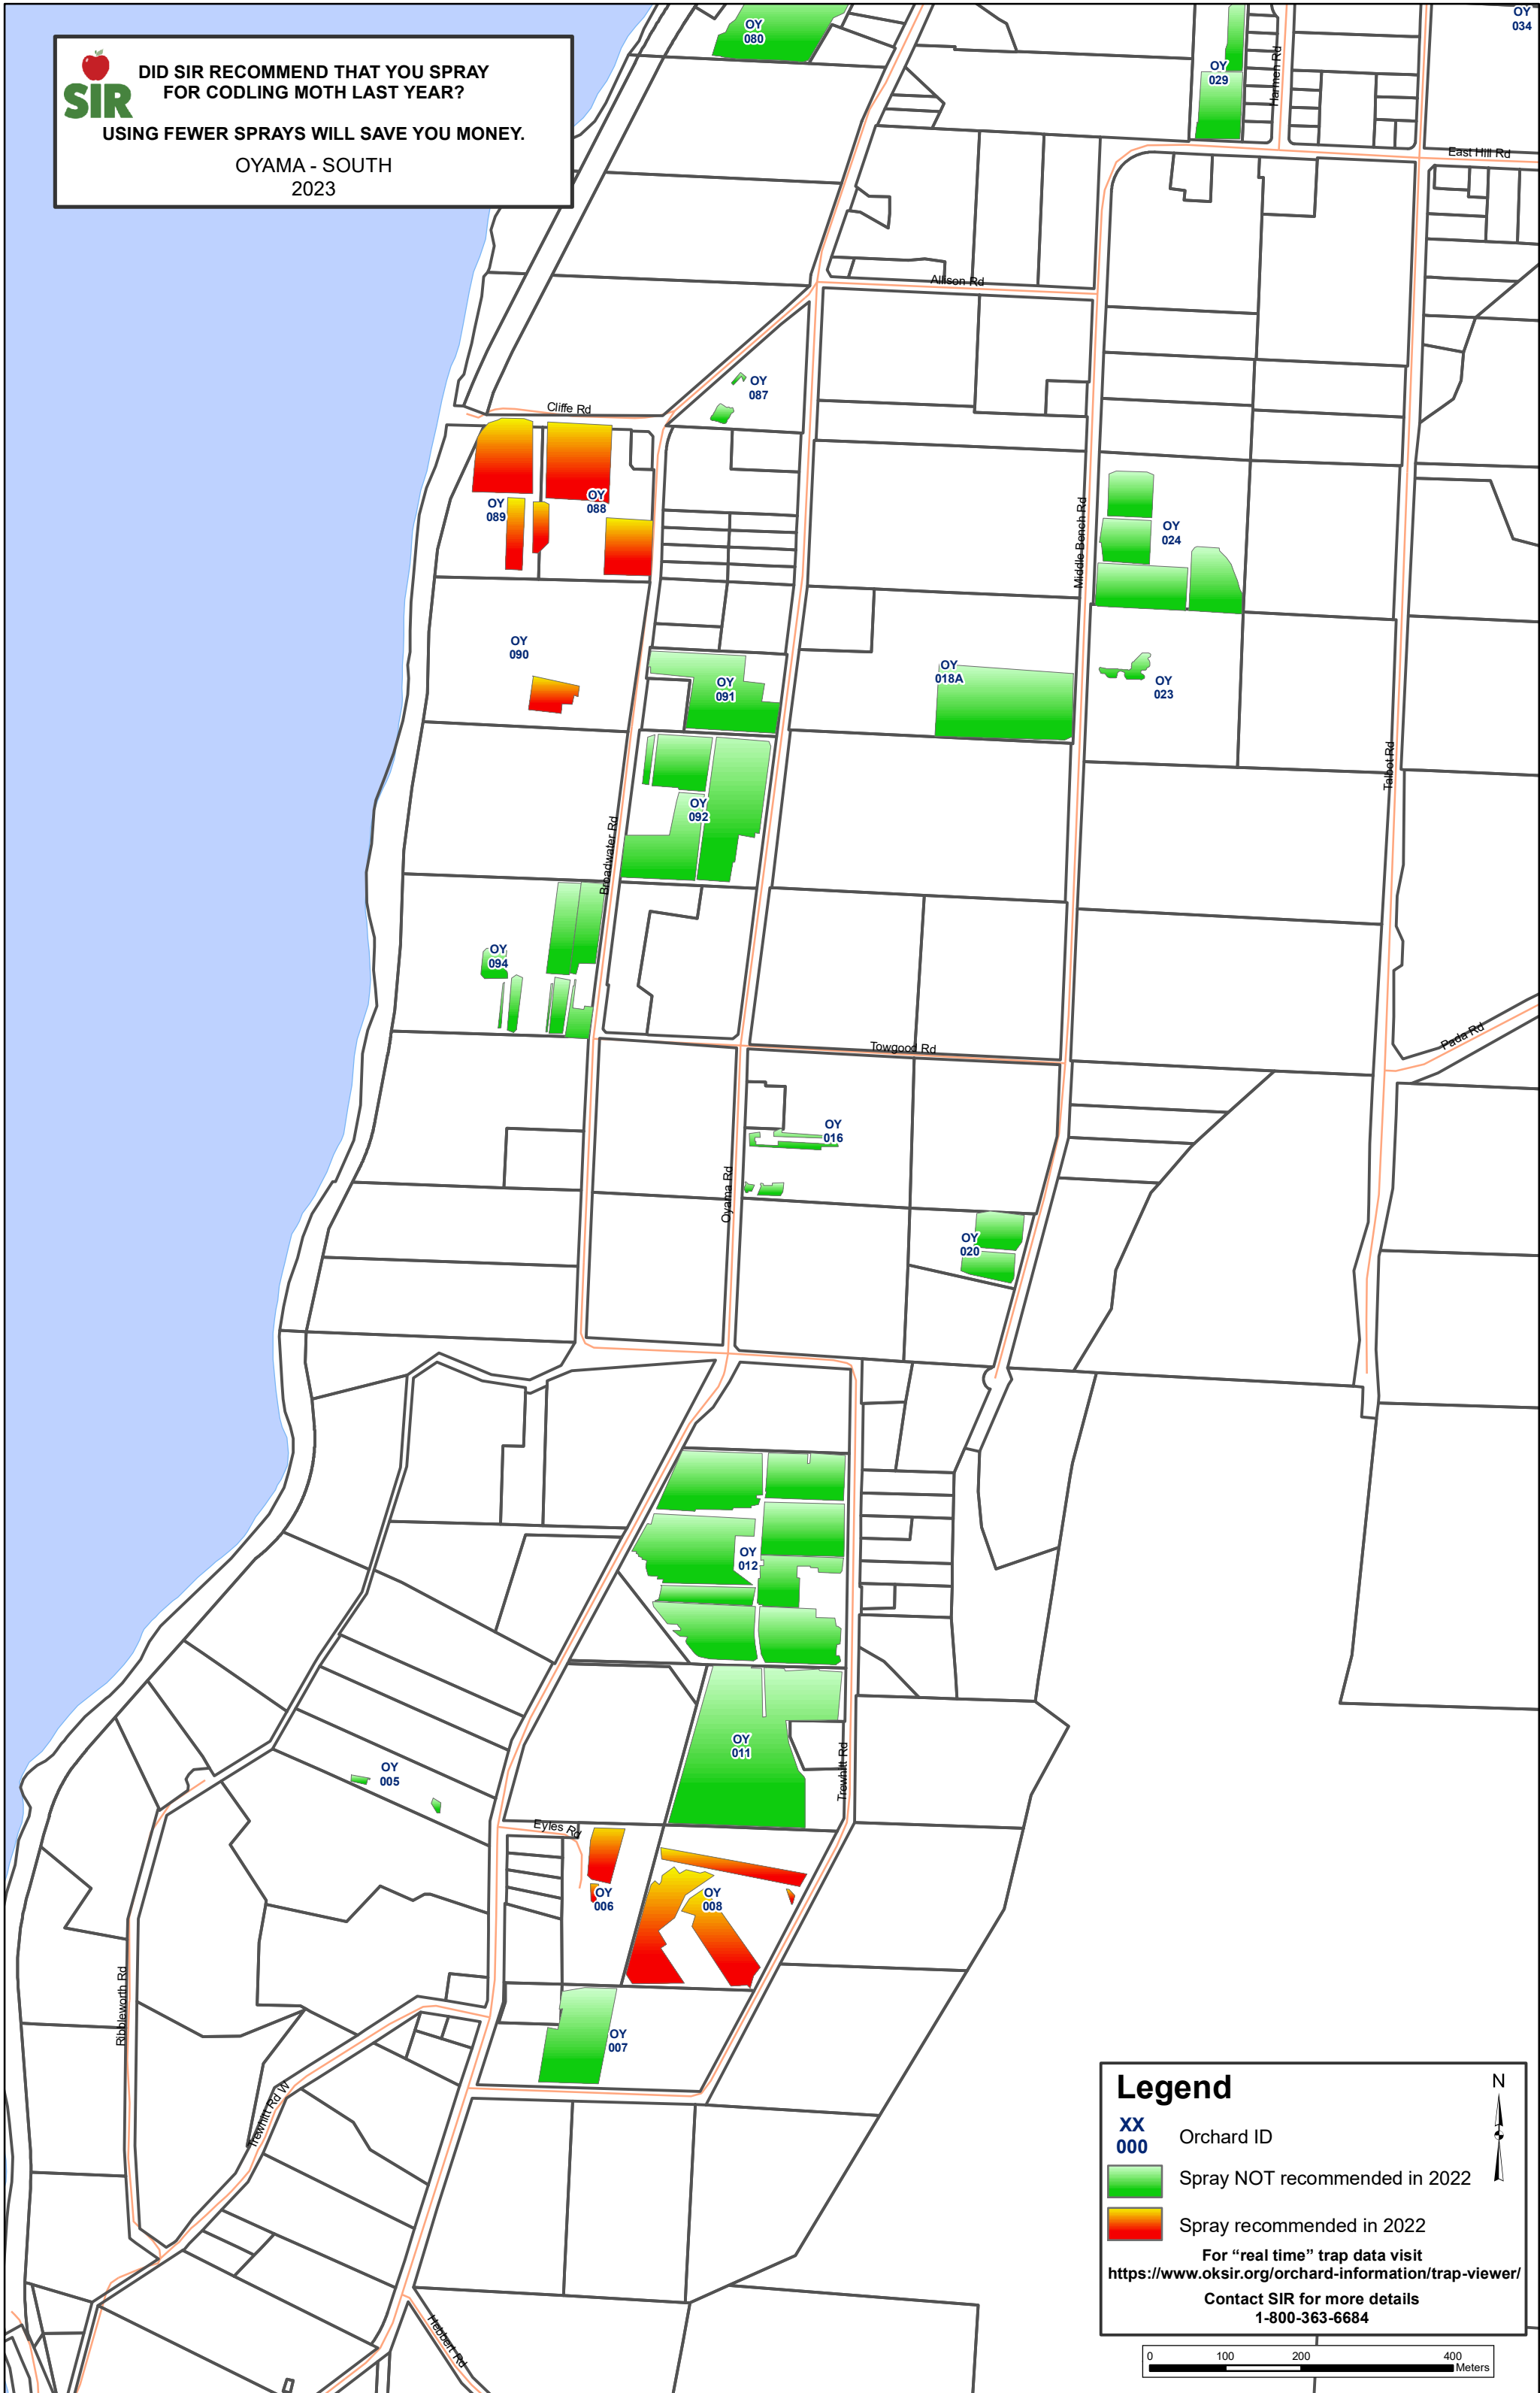 SIR
DID SIR RECOMMEND THAT YOU SPRAY
FOR CODLING MOTH LAST YEAR?
USING FEWER SPRAYS WILL SAVE YOU MONEY.
OYAMA - SOUTH
2023
OY
034
OY
080
OY
029
Harmen Rd
East Hill Rd
Allison Rd
OY
087
Cliffe Rd
OY
089
OY
088
Middle Bench Rd
OY
024
OY
090
OY
091
OY
018A
OY
023
Talbot Rd
OY
092
Broadwater Rd
OY
094
Towgood Rd
Pada Rd
OY
016
Oyama Rd
OY
020
OY
012
OY
011
Trewhitt Rd
OY
005
Eyles Rd
OY
006
OY
008
Ribbleworth Rd
OY
007
Trewhitt Rd W
Hebbert Rd
Legend
N
XX
000
Orchard ID
Spray NOT recommended in 2022
Spray recommended in 2022
For “real time” trap data visit
https://www.oksir.org/orchard-information/trap-viewer/
Contact SIR for more details
1-800-363-6684
0 100 200 400
Meters